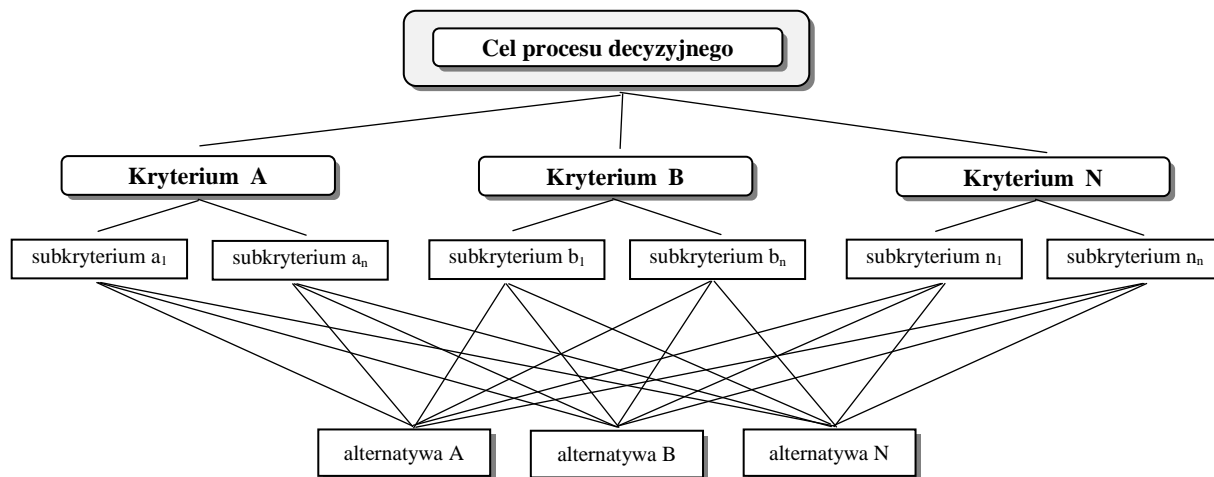 Cel procesu decyzyjnego
Kryterium A
Kryterium B
Kryterium N
subkryterium a₁
subkryterium aₙ
subkryterium b₁
subkryterium bₙ
subkryterium n₁
subkryterium nₙ
alternatywa A
alternatywa B
alternatywa N